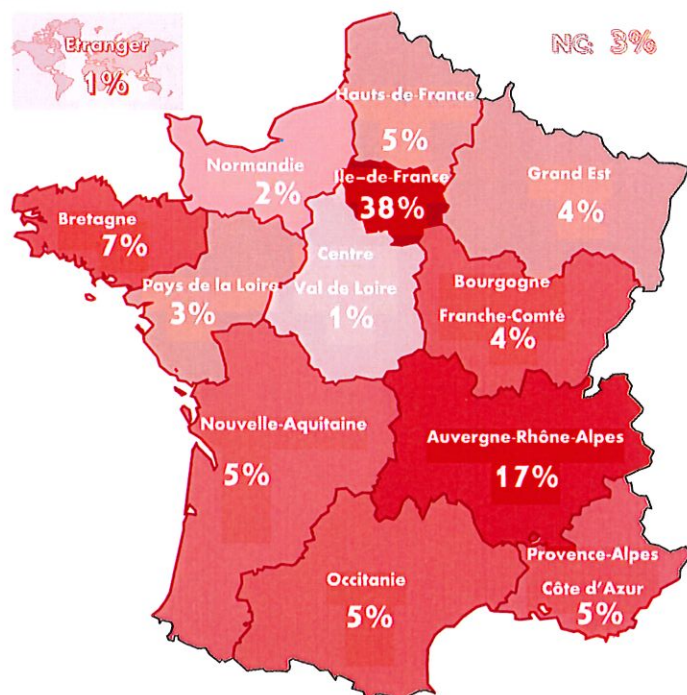 Etranger
1%
NC: 3%
Hauts-de-France
5%
Normandie
2%
Ile-de-France
38%
Grand Est
4%
Bretagne
7%
Centre
Val de Loire
1%
Pays de la Loire
3%
Bourgogne
Franche-Comté
4%
Nouvelle-Aquitaine
5%
Auvergne-Rhône-Alpes
17%
Occitanie
5%
Provence-Alpes
Côte d'Azur
5%